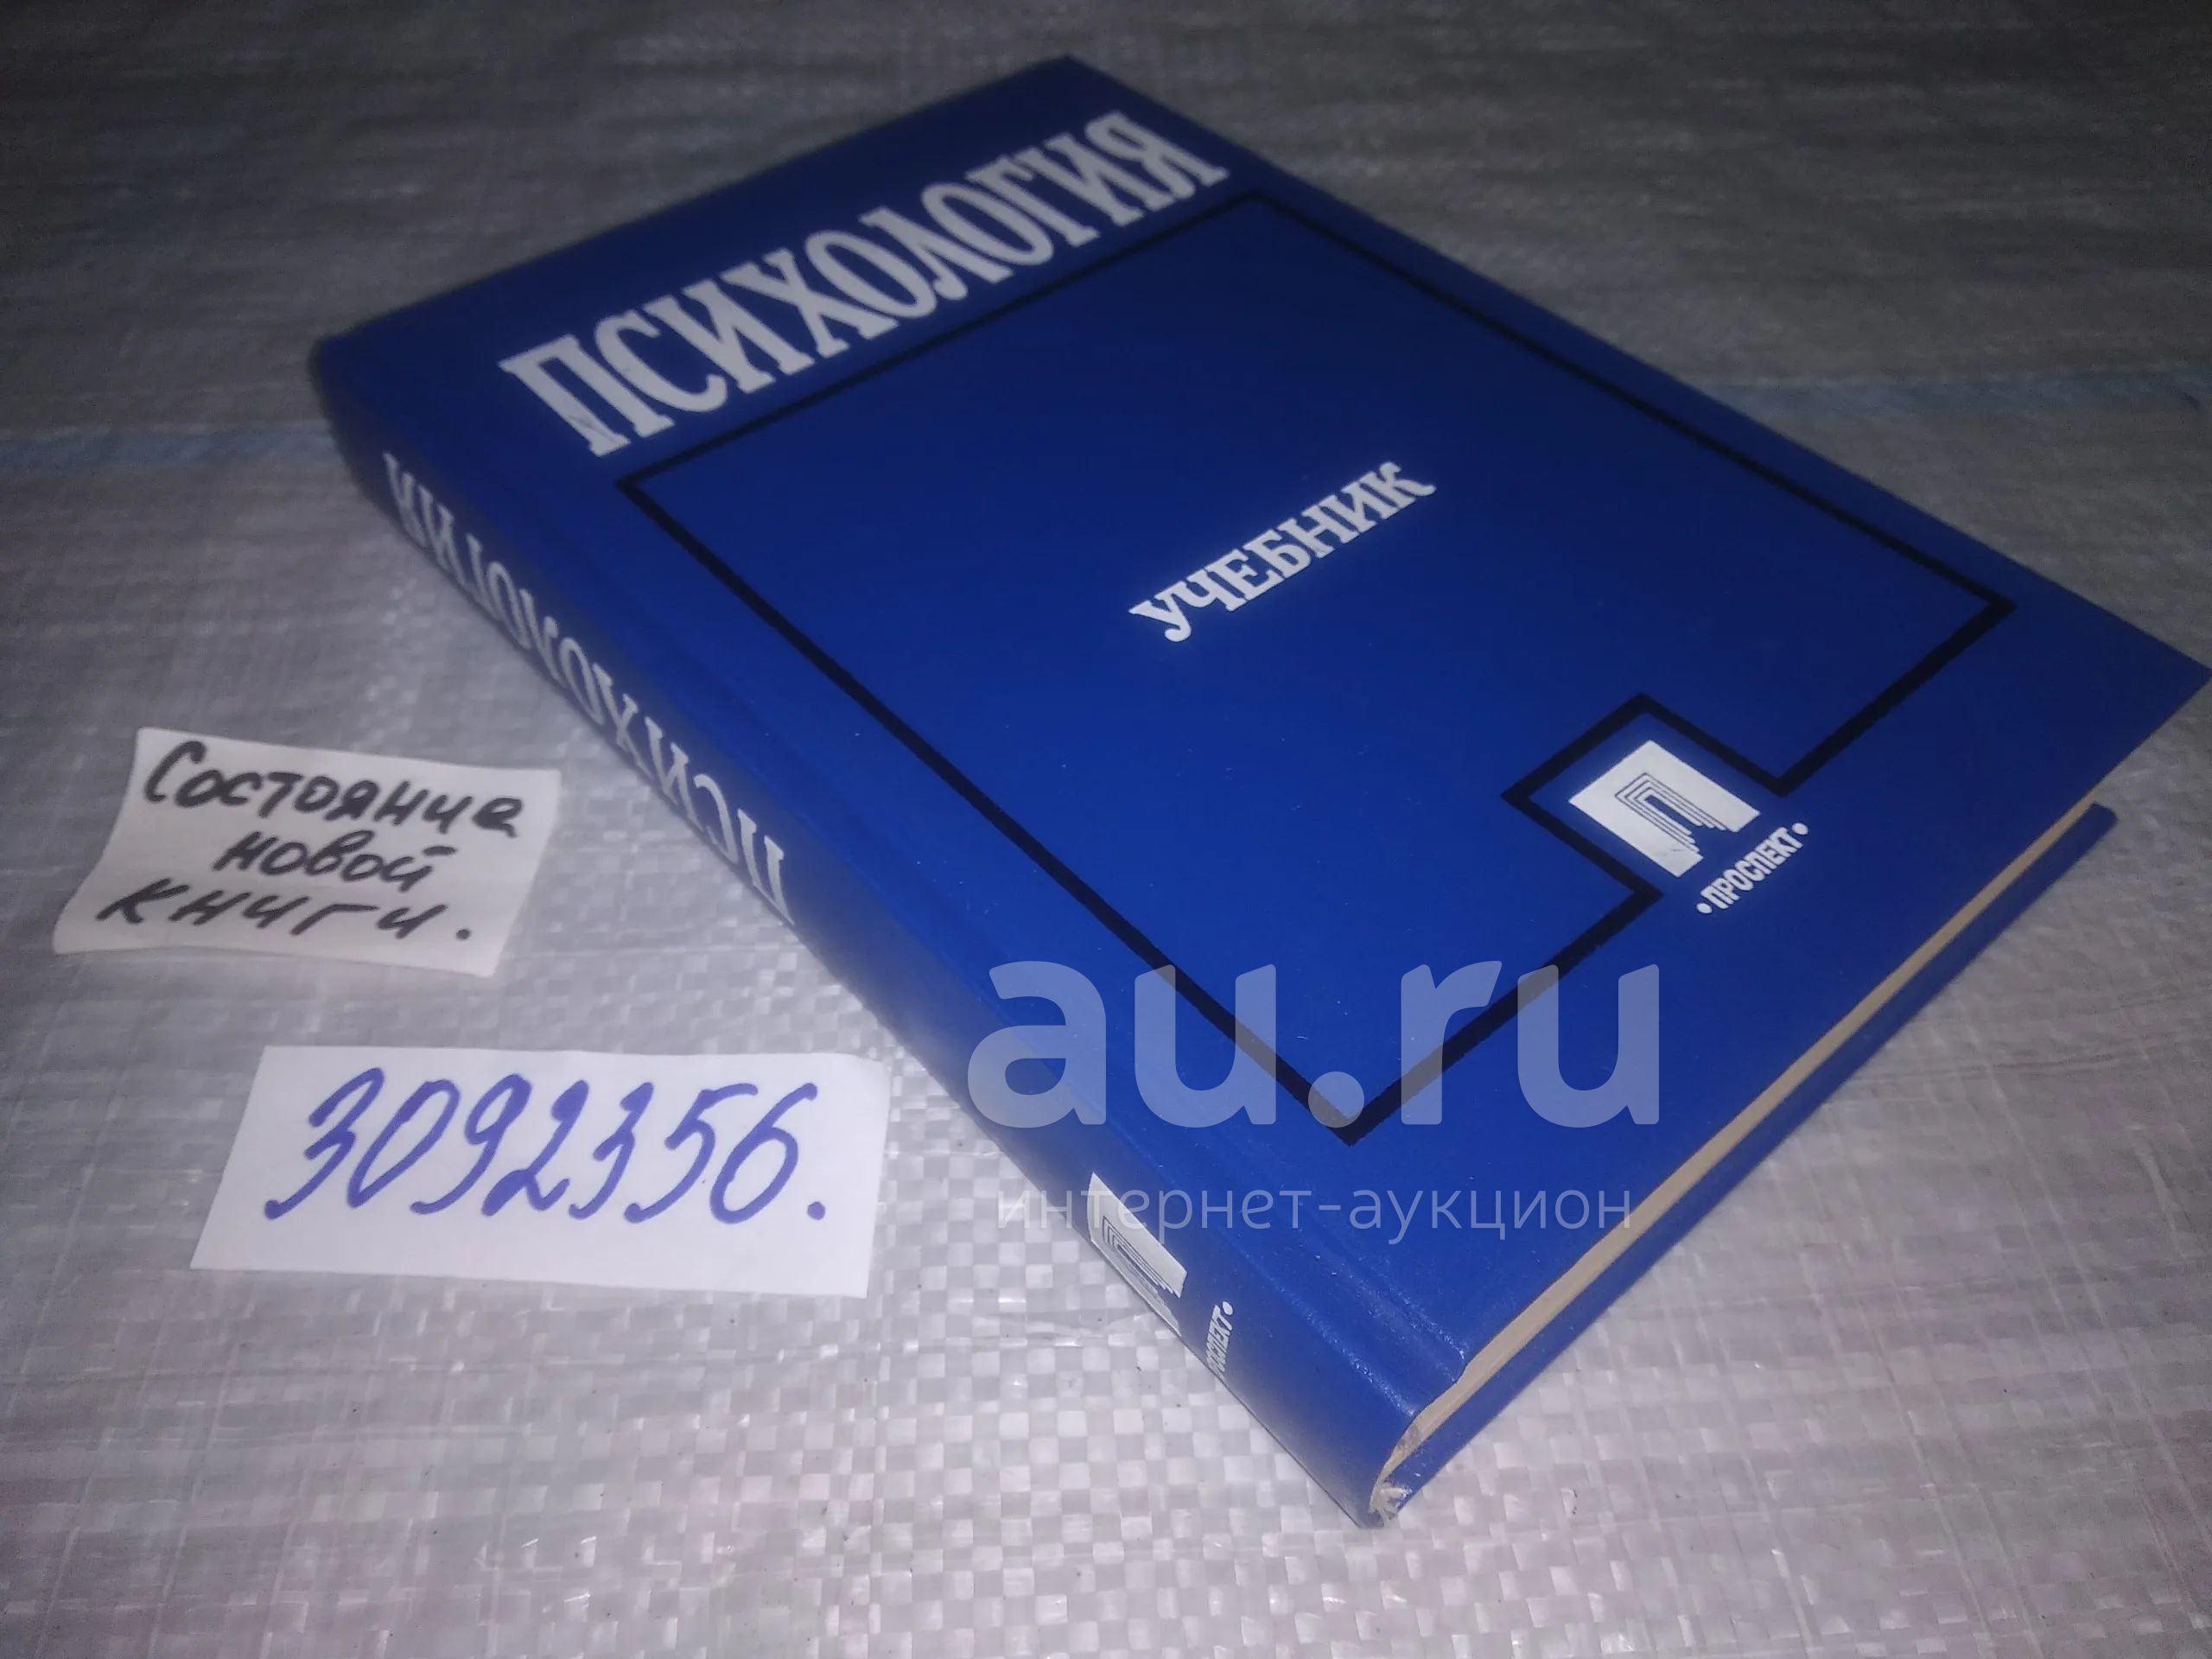 ПСИХОЛОГИЯ
УЧЕБНИК
•ПРОСПЕКТ•
ПСИХОЛОГИЯ
ПРОСПЕКТ•
Состояние
новой
книги.
3092356.
au.ru
интернет-аукцион